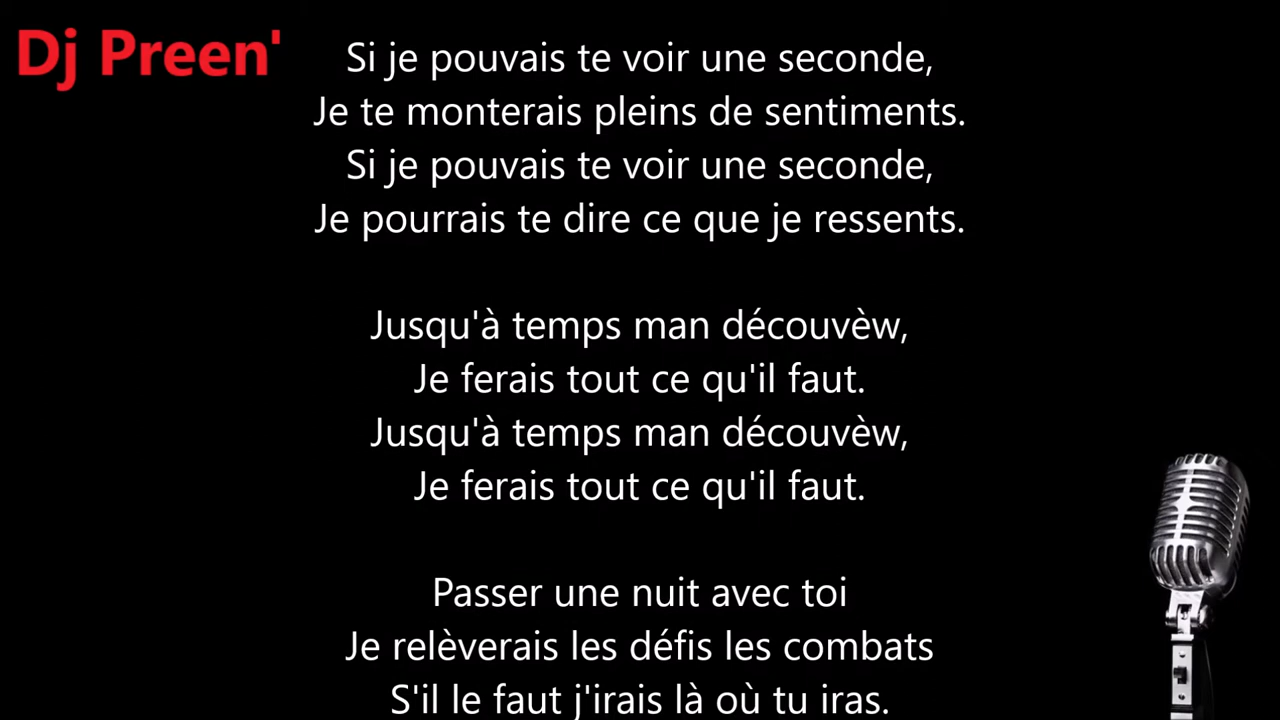 Dj Preen'
Si je pouvais te voir une seconde,
Je te monterais pleins de sentiments.
Si je pouvais te voir une seconde,
Je pourrais te dire ce que je ressents.
Jusqu'à temps man découvèw,
Je ferais tout ce qu'il faut.
Jusqu'à temps man découvèw,
Je ferais tout ce qu'il faut.
Passer une nuit avec toi
Je relèverais les défis les combats
S'il le faut j'irais là où tu iras.